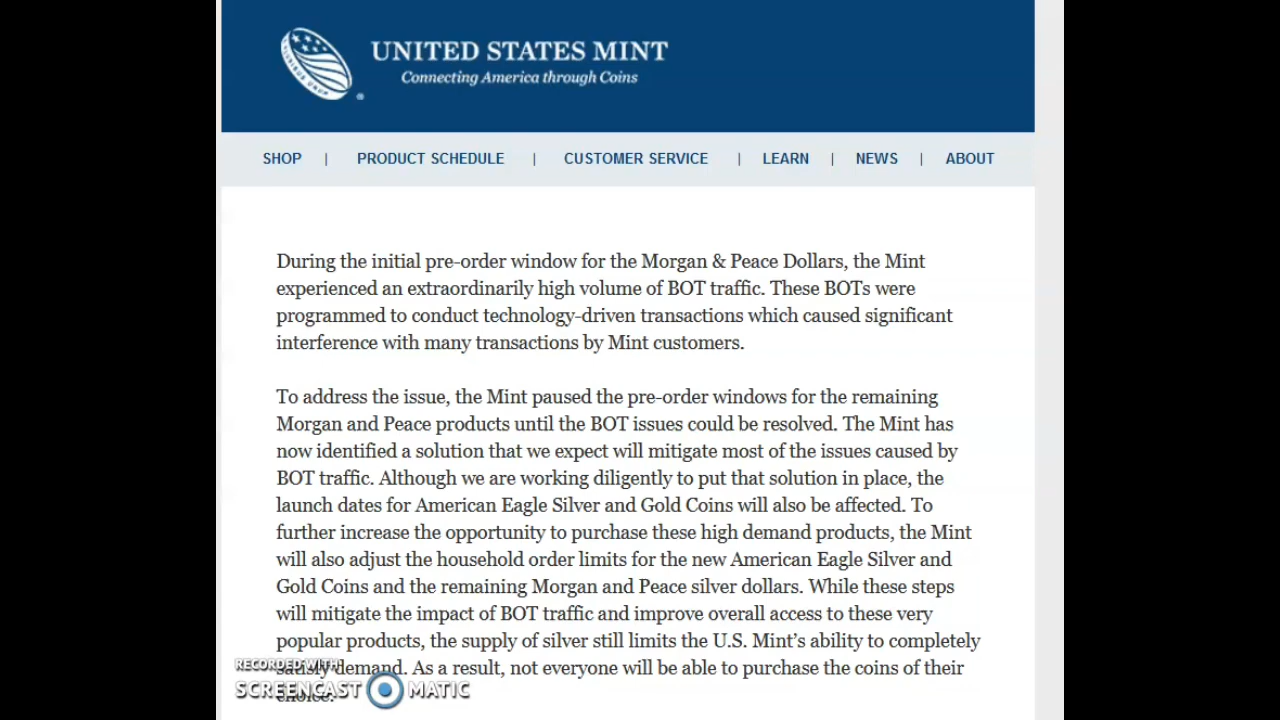 UNITED STATES MINT
Connecting America through Coins
SHOP | PRODUCT SCHEDULE | CUSTOMER SERVICE | LEARN | NEWS | ABOUT
During the initial pre-order window for the Morgan & Peace Dollars, the Mint
experienced an extraordinarily high volume of BOT traffic. These BOTs were
programmed to conduct technology-driven transactions which caused significant
interference with many transactions by Mint customers.
To address the issue, the Mint paused the pre-order windows for the remaining
Morgan and Peace products until the BOT issues could be resolved. The Mint has
now identified a solution that we expect will mitigate most of the issues caused by
BOT traffic. Although we are working diligently to put that solution in place, the
launch dates for American Eagle Silver and Gold Coins will also be affected. To
further increase the opportunity to purchase these high demand products, the Mint
will also adjust the household order limits for the new American Eagle Silver and
Gold Coins and the remaining Morgan and Peace silver dollars. While these steps
will mitigate the impact of BOT traffic and improve overall access to these very
popular products, the supply of silver still limits the U.S. Mint's ability to completely
satisfy demand. As a result, not everyone will be able to purchase the coins of their
choice.
RECORDED WITH
SCREENCAST MATIC